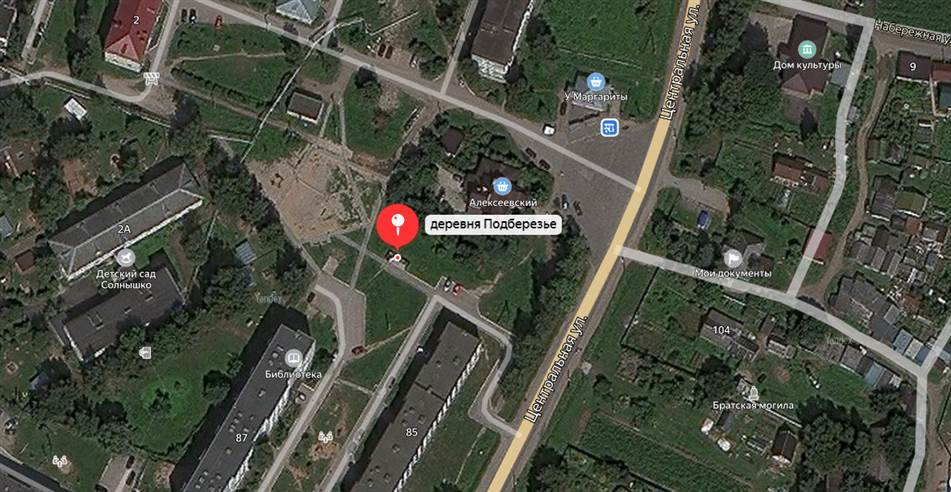 2
Набережная у
Центральная ул.
9
Дом культуры
У Маргариты
Алексеевский
деревня Подберезье
2А
Детский сад
Солнышко
Мои документы
Yandex
104
Центральная ул.
Библиотека
Братская могила
87
85